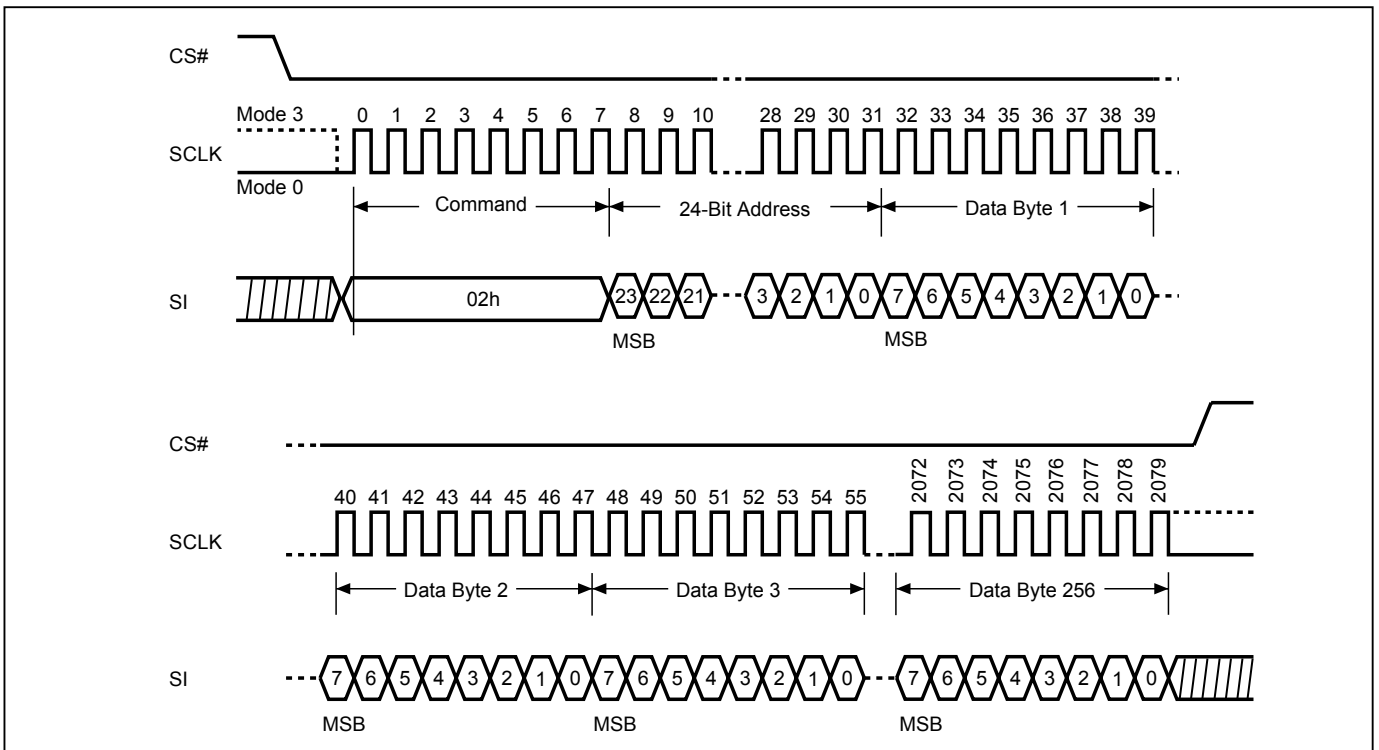 CS#
Mode 3
0 1 2 3 4 5 6 7 8 9 10 28 29 30 31 32 33 34 35 36 37 38 39
SCLK
Mode 0
Command 24-Bit Address Data Byte 1
SI 02h 23 22 21 3 2 1 0 7 6 5 4 3 2 1 0
MSB MSB
CS#
40 41 42 43 44 45 46 47 48 49 50 51 52 53 54 55 2072 2073 2074 2075 2076 2077 2078 2079
SCLK
Data Byte 2 Data Byte 3 Data Byte 256
SI 7 6 5 4 3 2 1 0 7 6 5 4 3 2 1 0 7 6 5 4 3 2 1 0
MSB MSB MSB